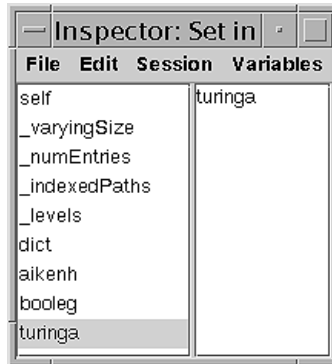 Inspector: Set in
File Edit Session Variables
self
_varyingSize
_numEntries
_indexedPaths
_levels
dict
aikenh
booleg
turinga
turinga